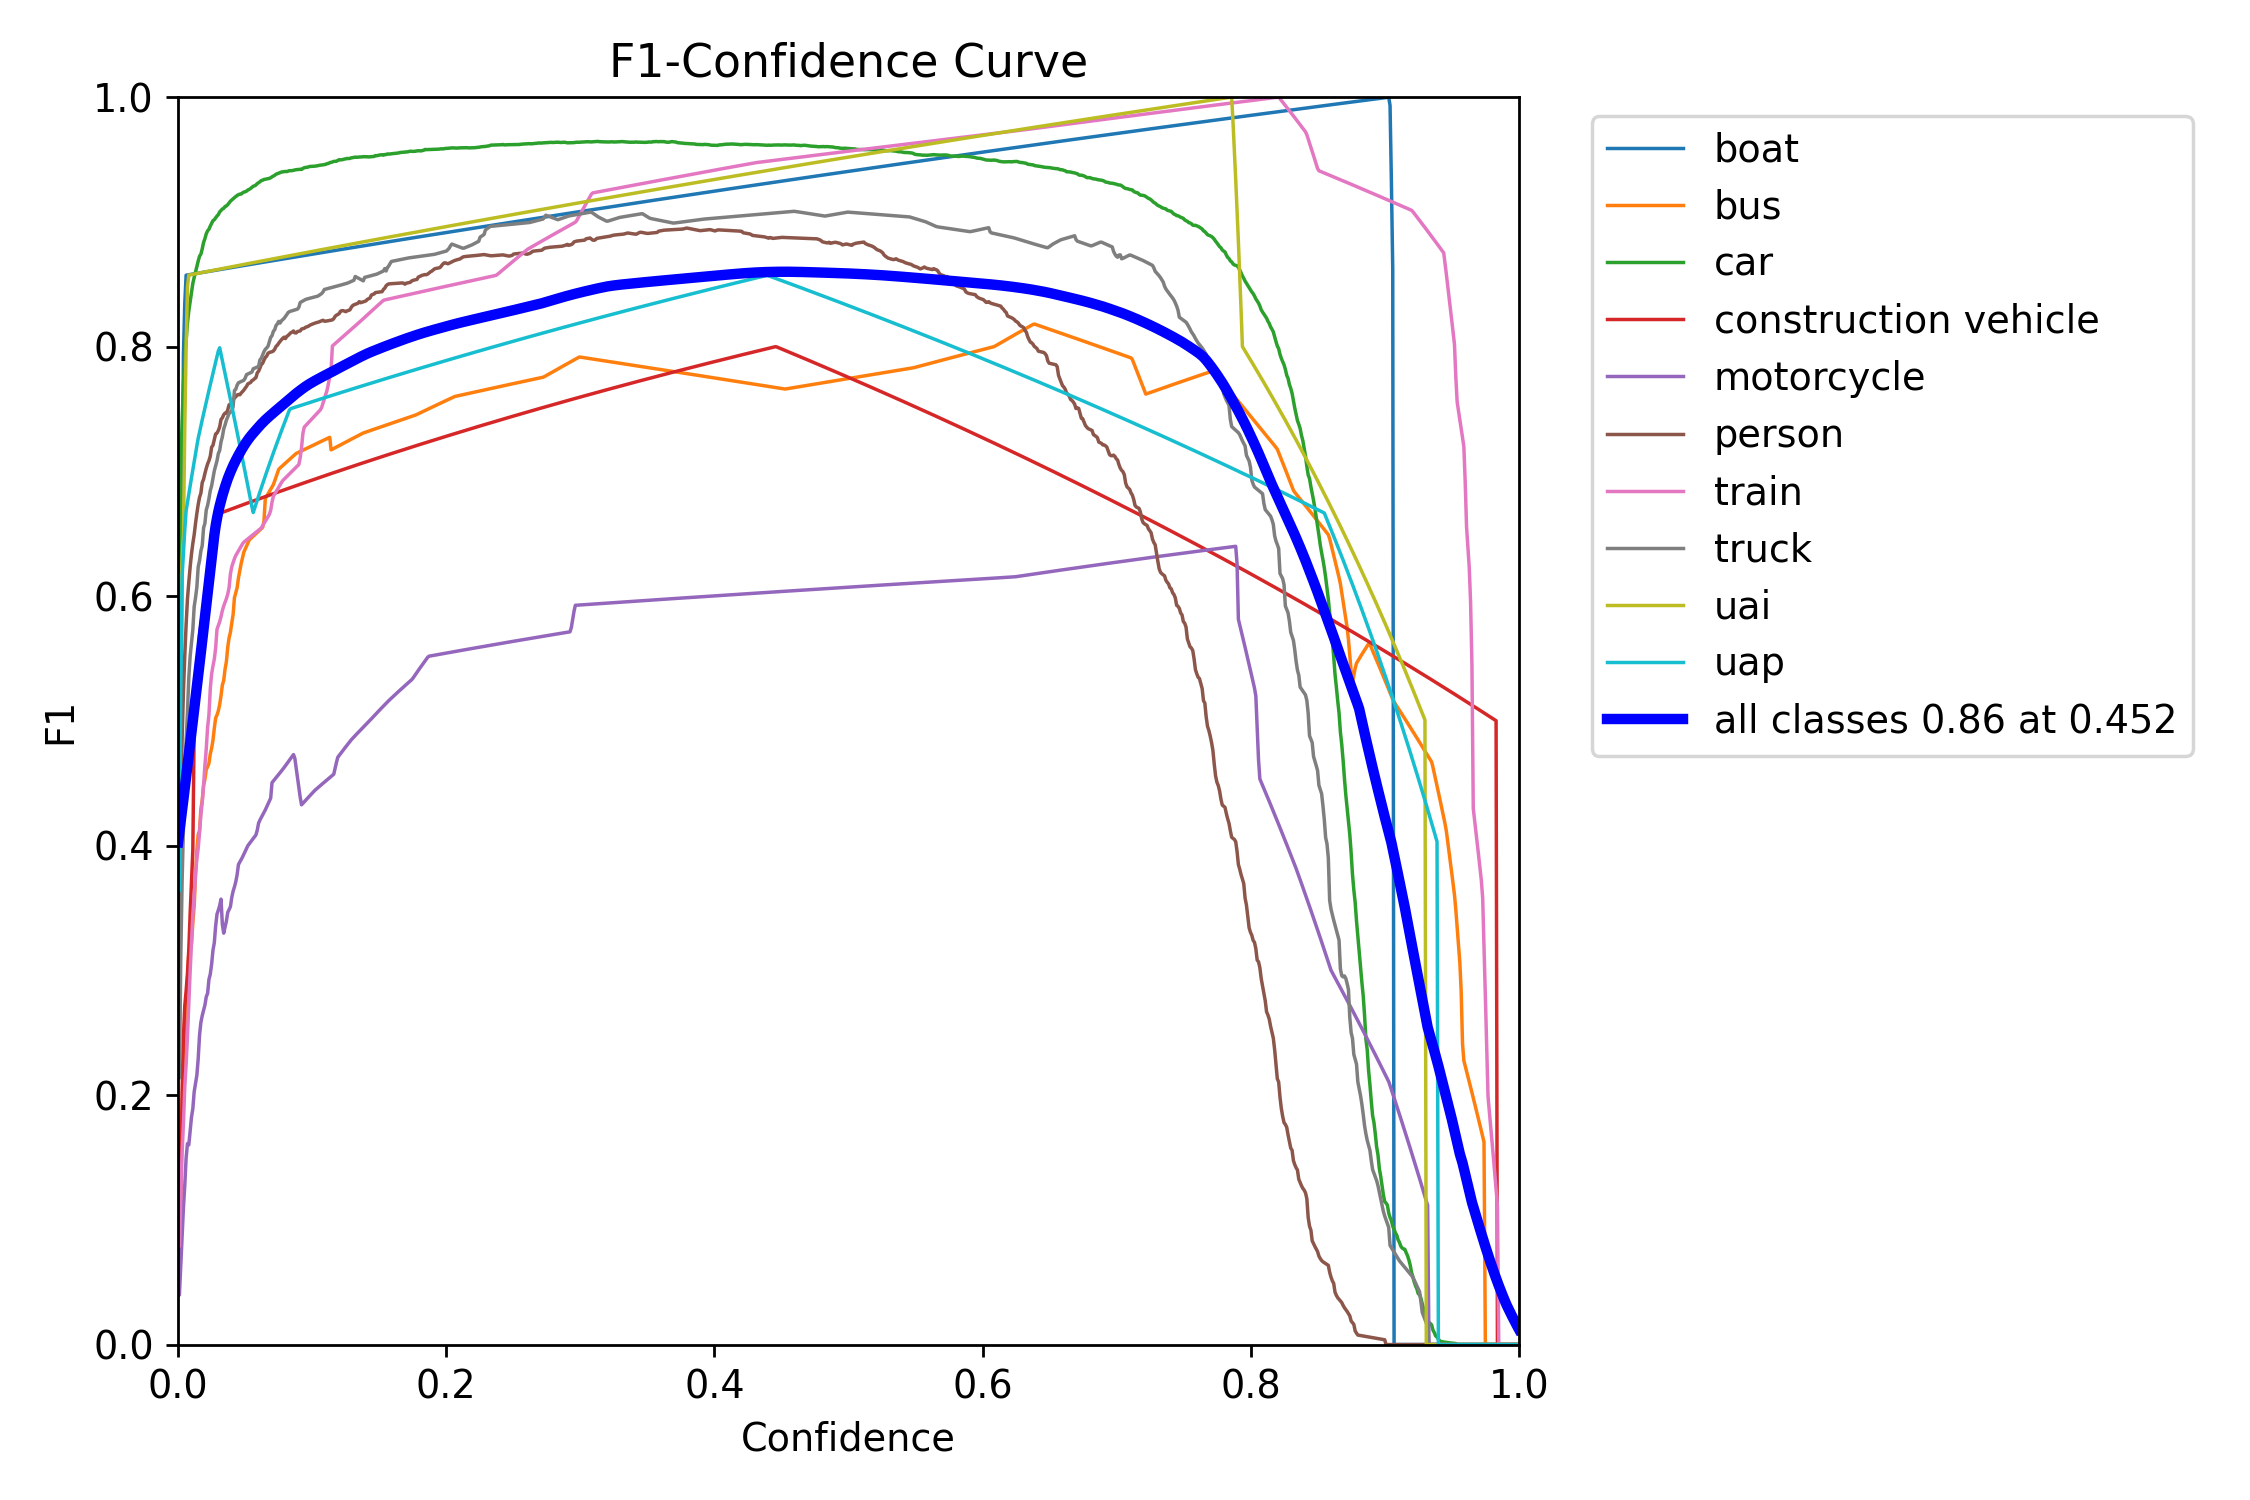 F1-Confidence Curve
1.0
0.8
0.6
0.4
0.2
0.0
F1
0.0 0.2 0.4 0.6 0.8 1.0
Confidence
boat
bus
car
construction vehicle
motorcycle
person
train
truck
uai
uap
all classes 0.86 at 0.452